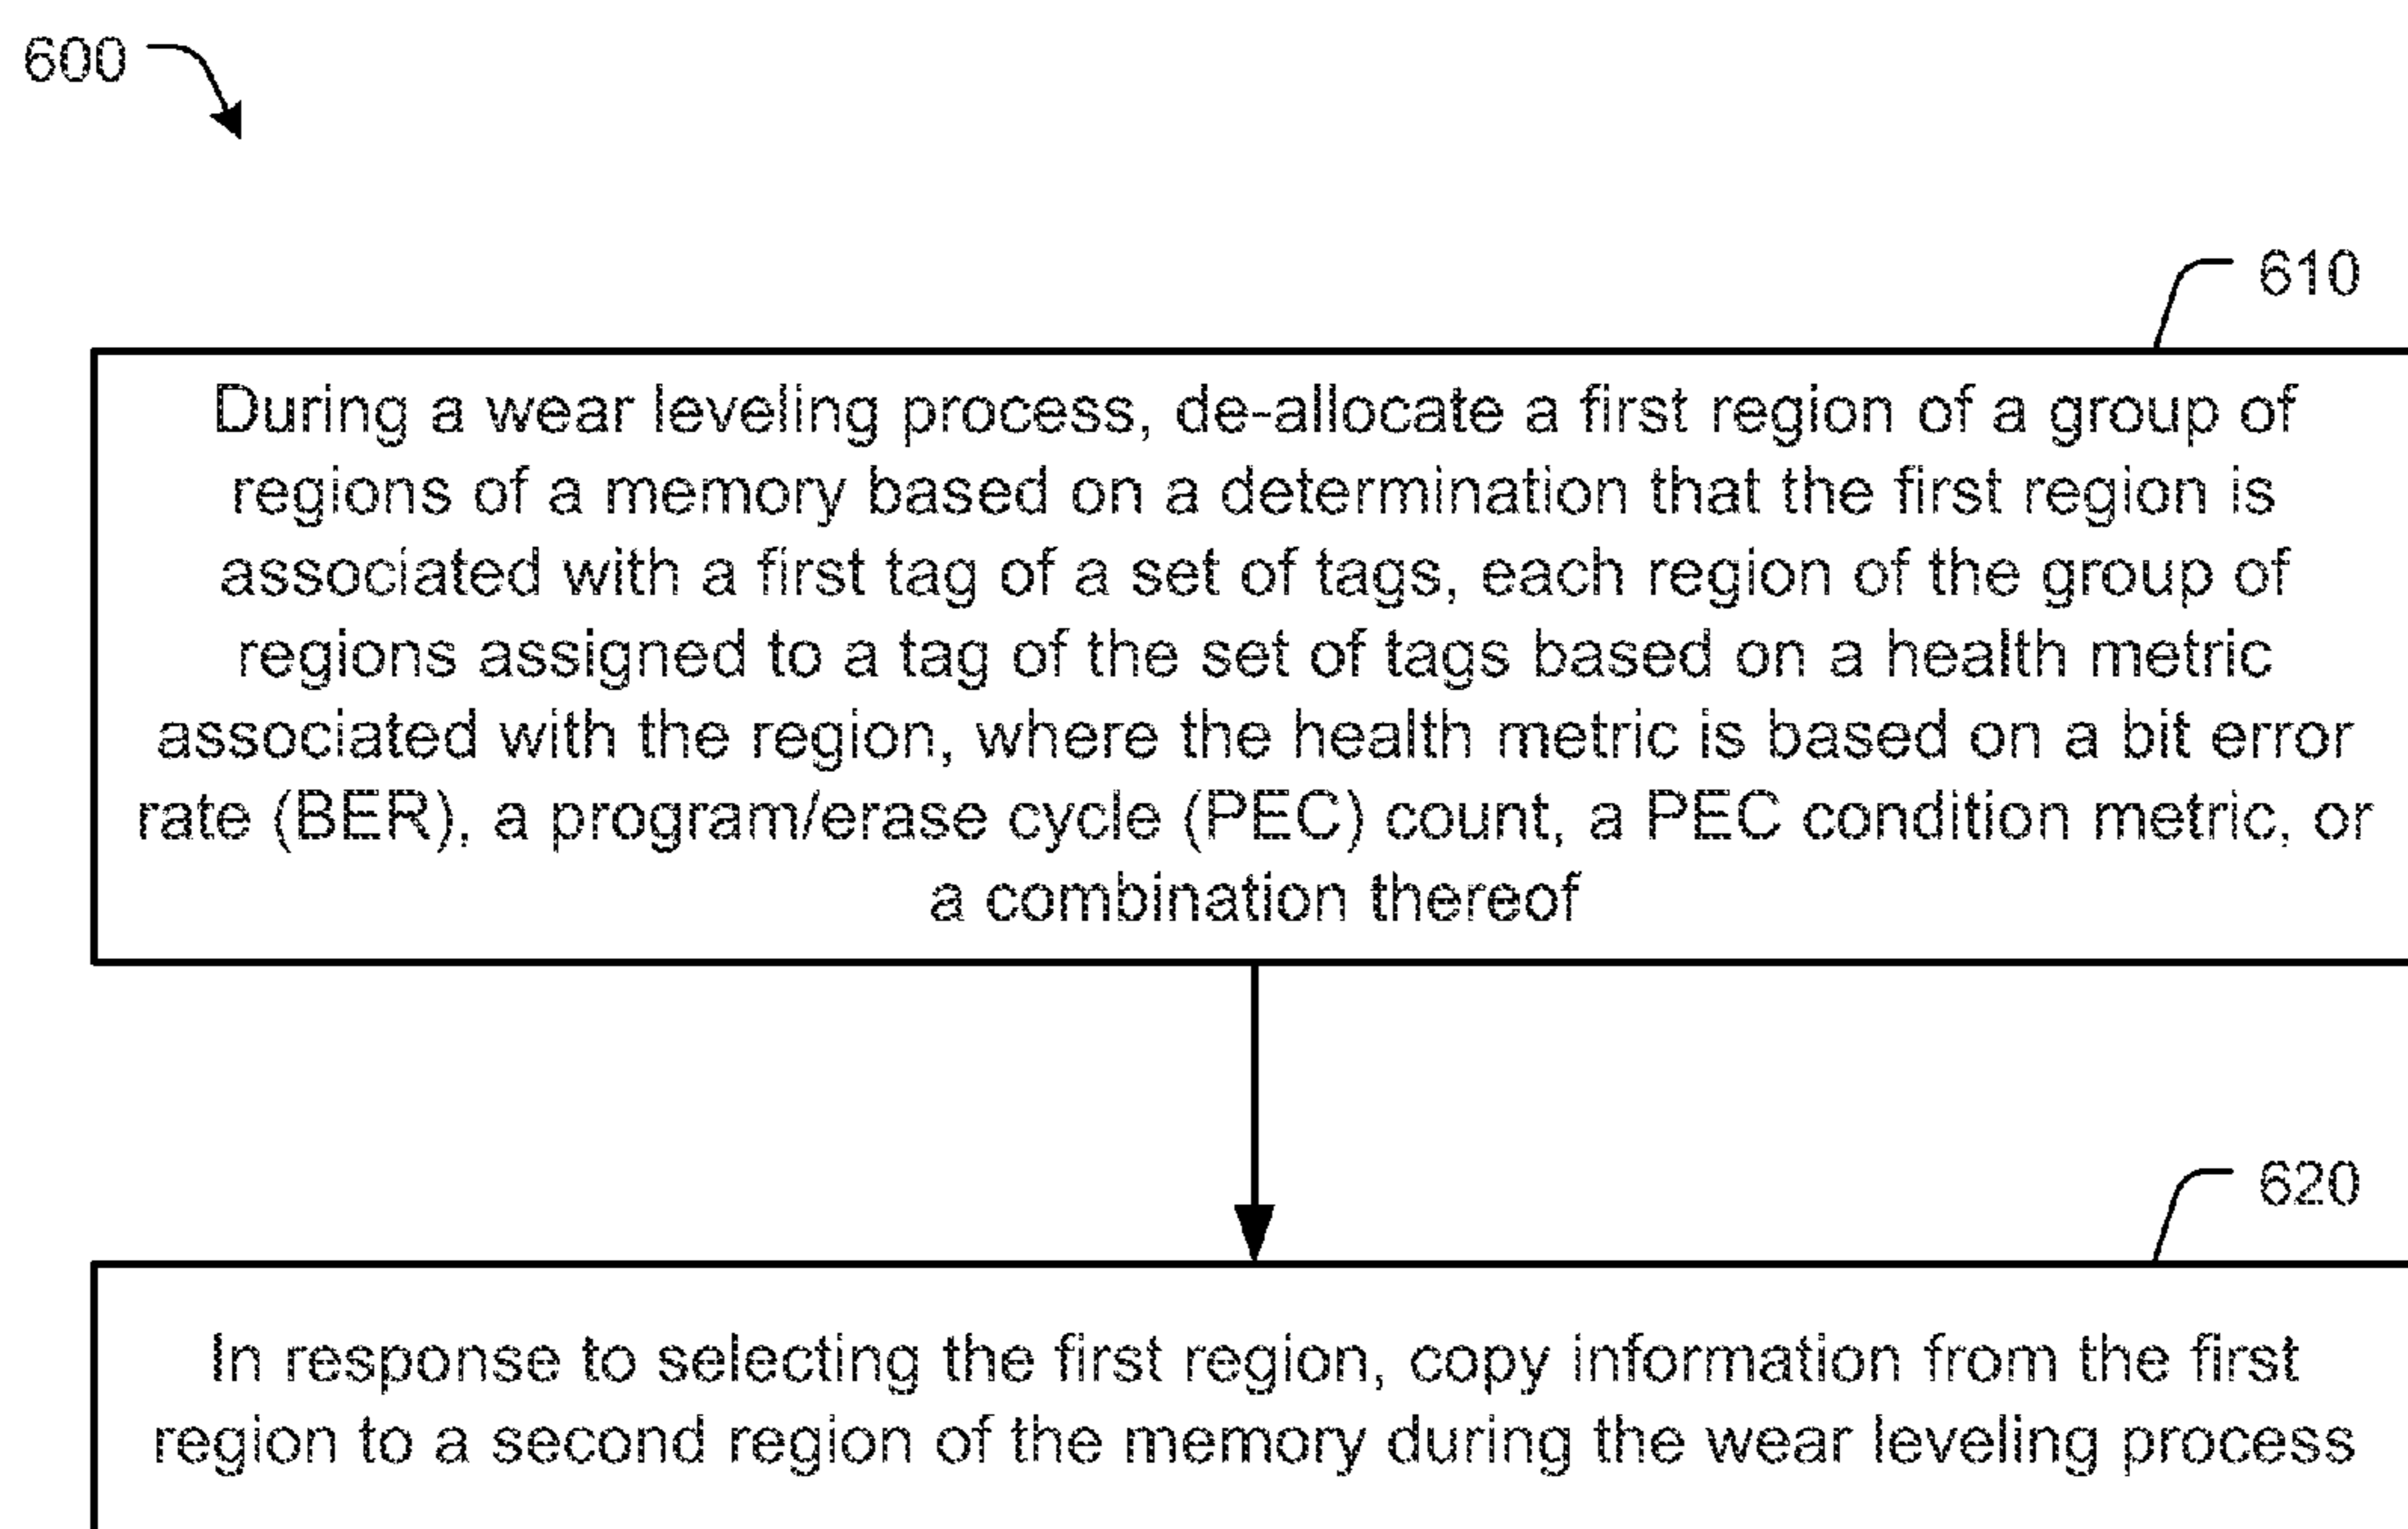 600
610
During a wear leveling process, de-allocate a first region of a group of
regions of a memory based on a determination that the first region is
associated with a first tag of a set of tags, each region of the group of
regions assigned to a tag of the set of tags based on a health metric
associated with the region, where the health metric is based on a bit error
rate (BER), a program/erase cycle (PEC) count, a PEC condition metric, or
a combination thereof
620
In response to selecting the first region, copy information from the first
region to a second region of the memory during the wear leveling process